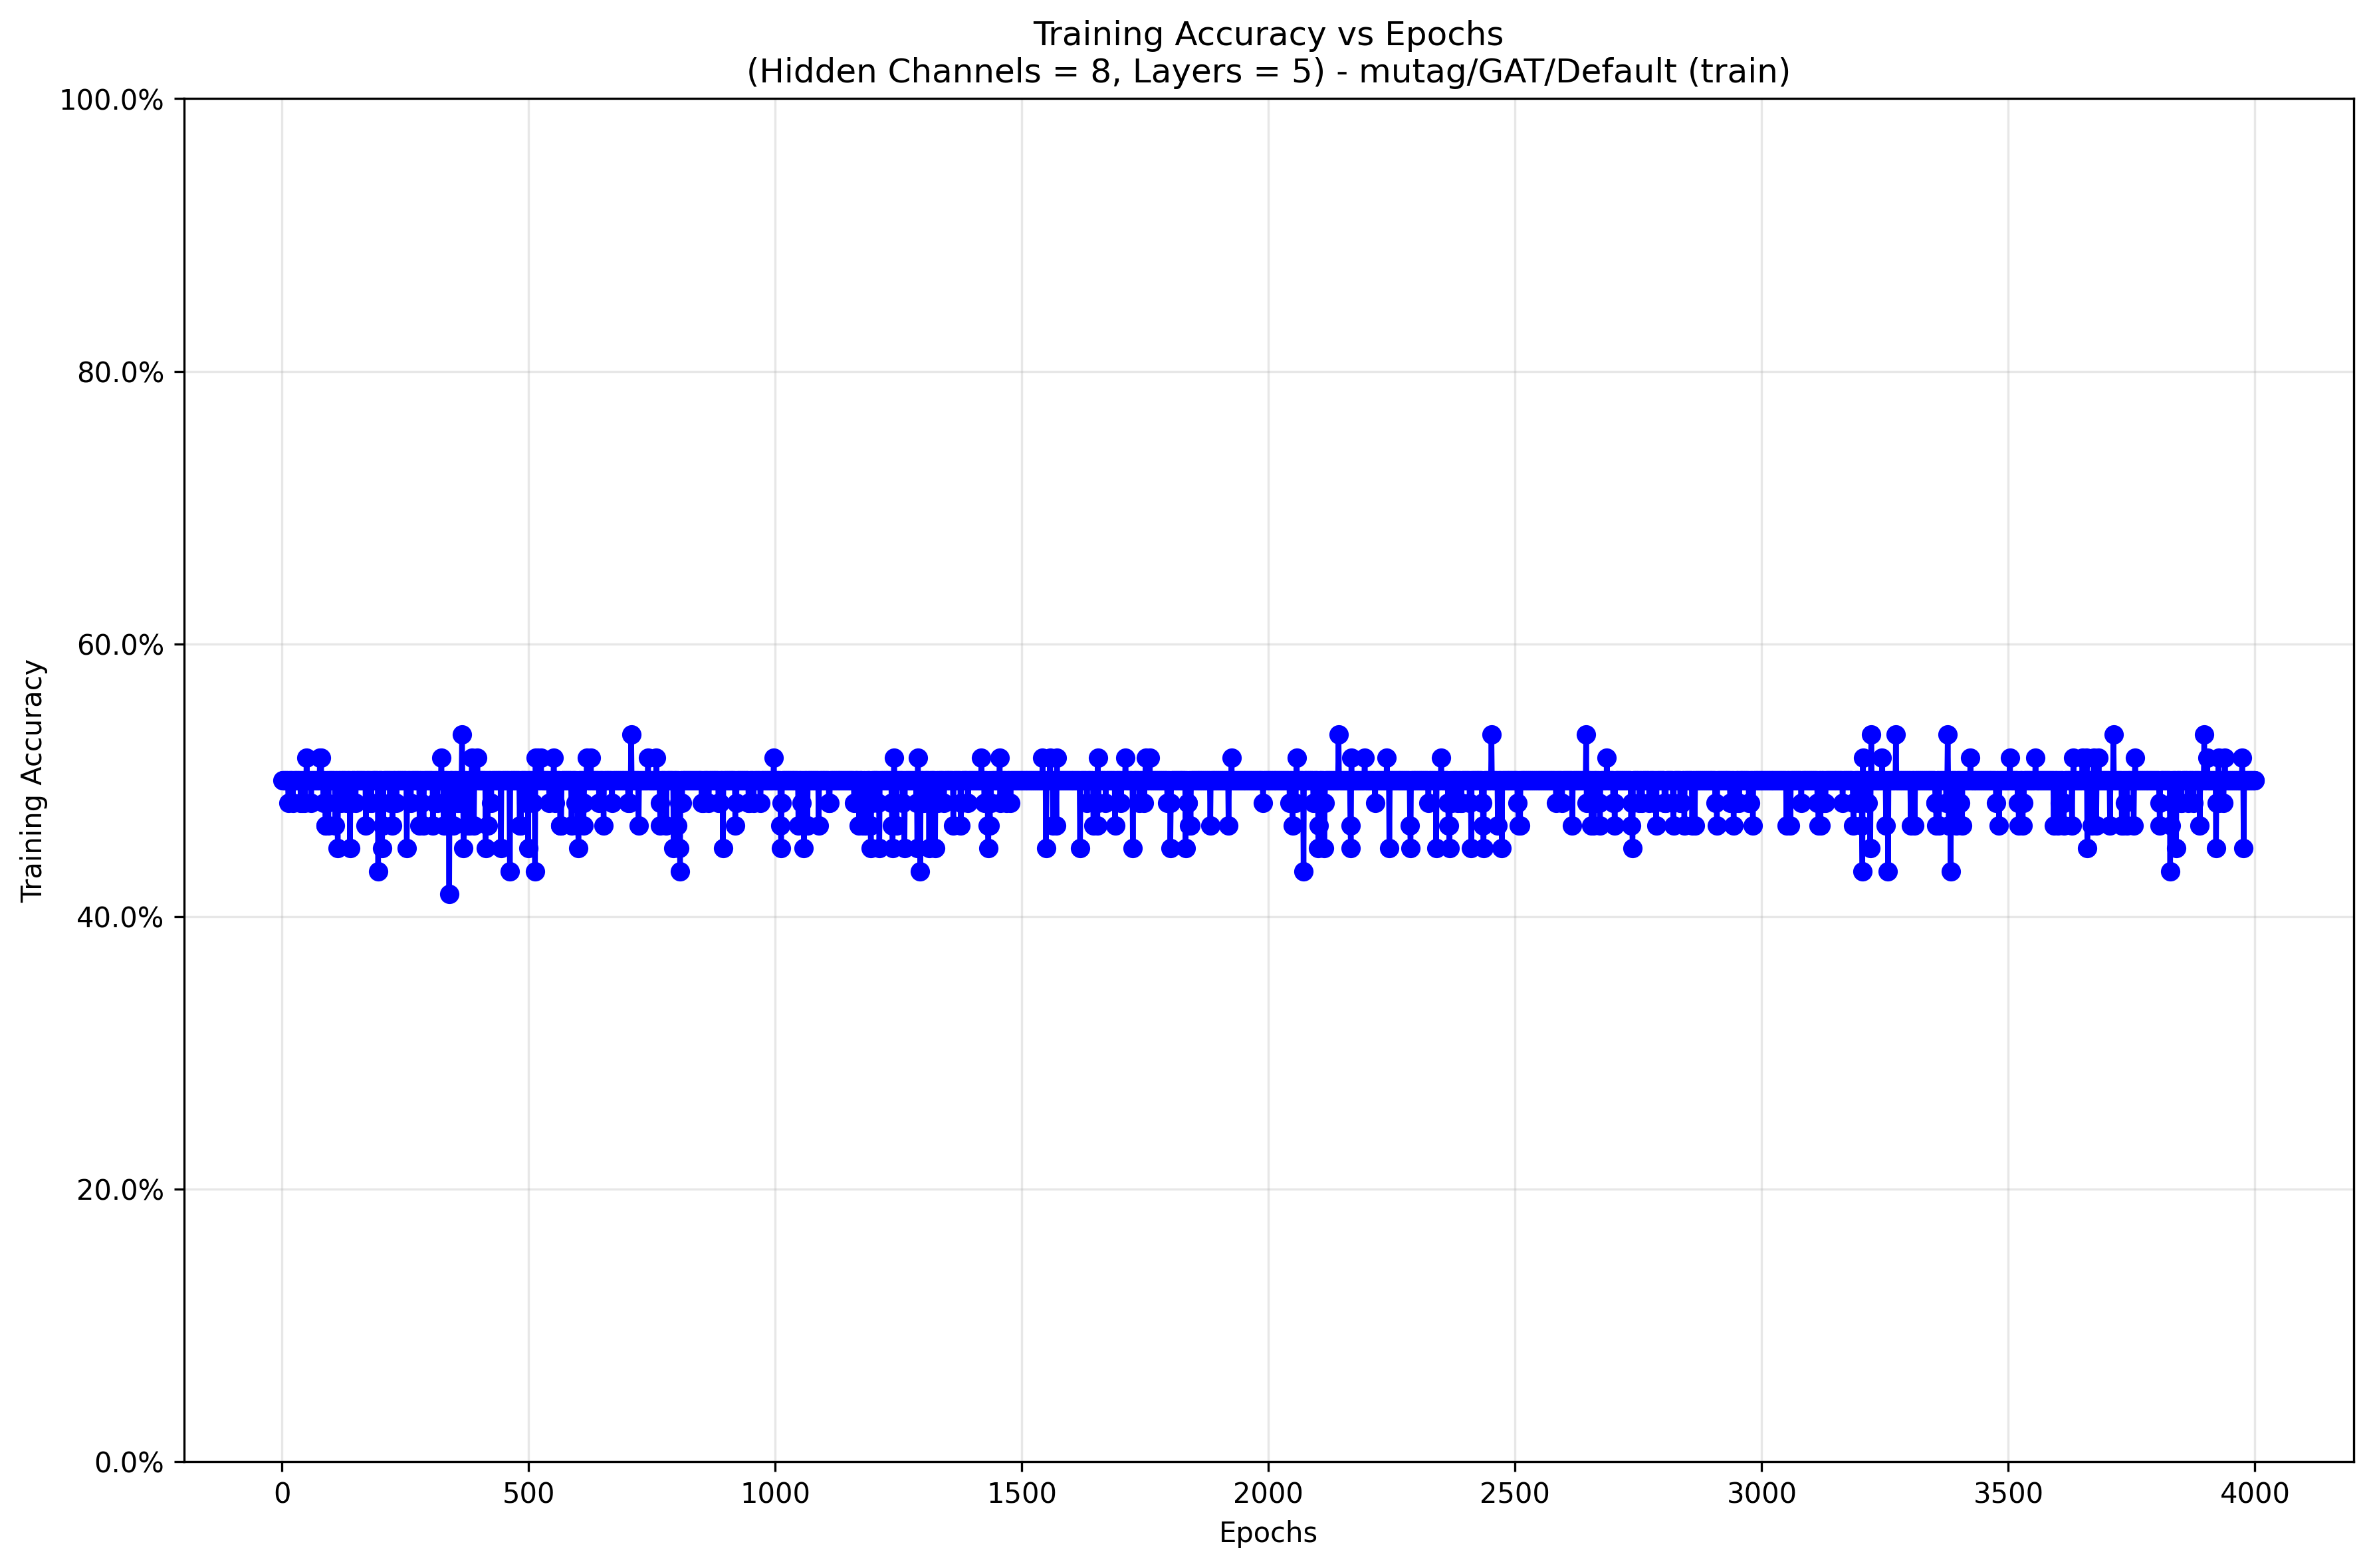 Training Accuracy vs Epochs
(Hidden Channels = 8, Layers = 5) - mutag/GAT/Default (train)
100.0%
80.0%
60.0%
40.0%
20.0%
0.0%
Training Accuracy
0 500 1000 1500 2000 2500 3000 3500 4000
Epochs